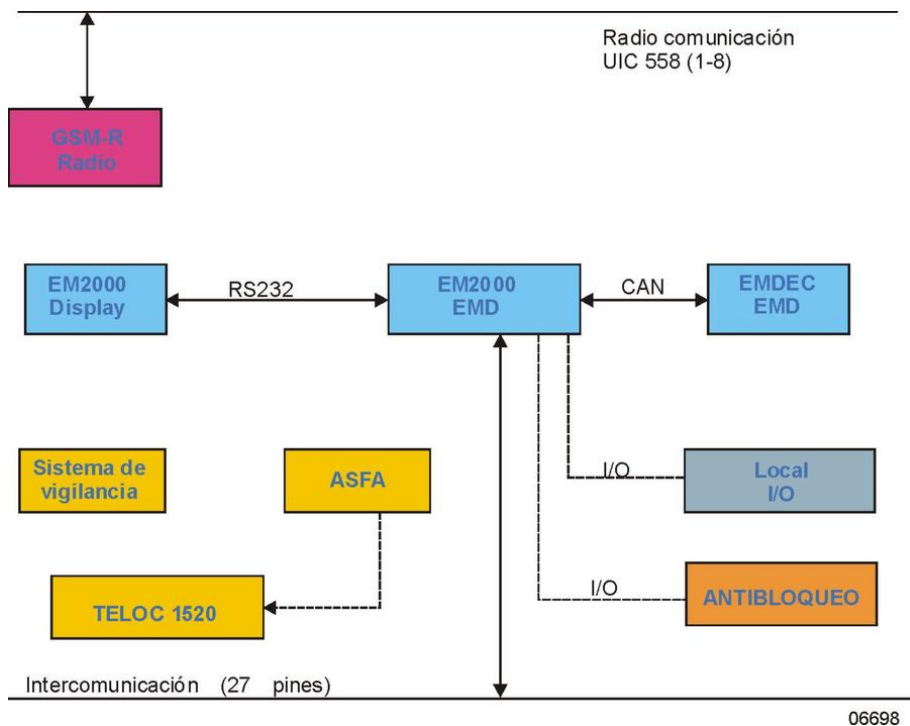 Radio comunicación
UIC 558 (1-8)
GSM-R
Radio
EM2000
Display
RS232
EM2000
EMD
CAN
EMDEC
EMD
Sistema de
vigilancia
ASFA
I/O
Local
I/O
TELOC 1520
I/O
ANTIBLOQUEO
Intercomunicación (27 pines)
06698